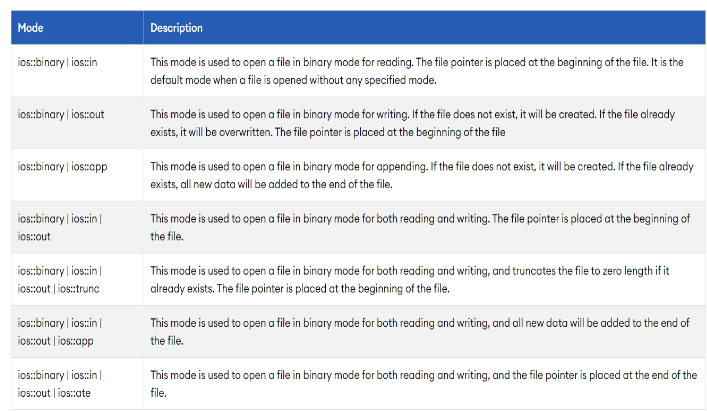 Mode Description
ios::binary | ios::in This mode is used to open a file in binary mode for reading. The file pointer is placed at the beginning of the file. It is the
default mode when a file is opened without any specified mode.
ios::binary | ios::out This mode is used to open a file in binary mode for writing. If the file does not exist, it will be created. If the file already
exists, it will be overwritten. The file pointer is placed at the beginning of the file
ios::binary | ios::app This mode is used to open a file in binary mode for appending. If the file does not exist, it will be created. If the file already
exists, all new data will be added to the end of the file.
ios::binary | ios::in | This mode is used to open a file in binary mode for both reading and writing. The file pointer is placed at the beginning of
ios::out the file.
ios::binary | ios::in | This mode is used to open a file in binary mode for both reading and writing, and truncates the file to zero length if it
ios::out | ios::trunc already exists. The file pointer is placed at the beginning of the file.
ios::binary | ios::in | This mode is used to open a file in binary mode for both reading and writing, and all new data will be added to the end of
ios::out | ios::app the file.
ios::binary | ios::in | This mode is used to open a file in binary mode for both reading and writing, and the file pointer is placed at the end of the
ios::out | ios::ate file.